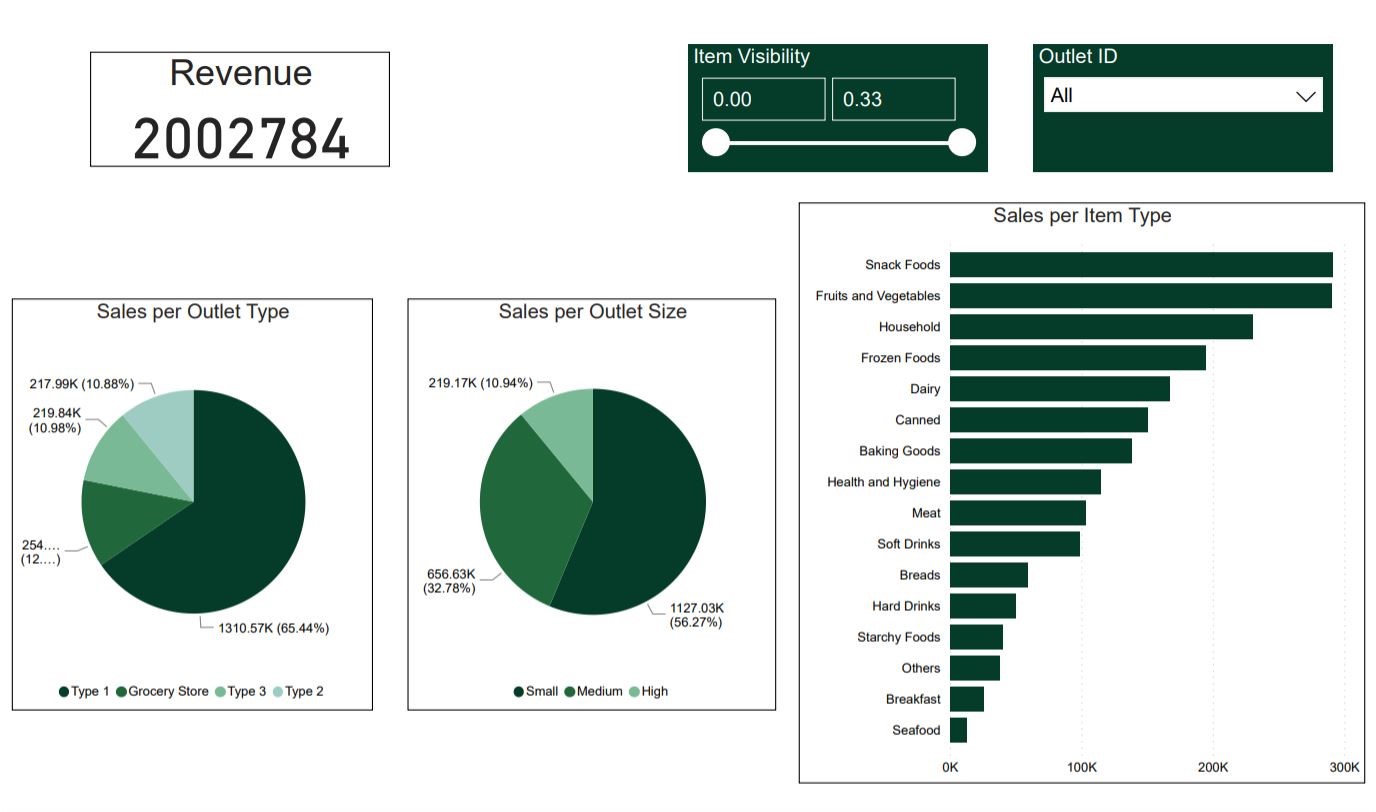 Revenue
2002784
Item Visibility
0.00
0.33
Outlet ID
All
Sales per Outlet Type
217.99K (10.88%)
219.84K
(10.98%)
254....
(12....)
1310.57K (65.44%)
Type 1 Grocery Store Type 3 Type 2
Sales per Outlet Size
219.17K (10.94%)
656.63K
(32.78%)
1127.03K
(56.27%)
Small Medium High
Sales per Item Type
Snack Foods
Fruits and Vegetables
Household
Frozen Foods
Dairy
Canned
Baking Goods
Health and Hygiene
Meat
Soft Drinks
Breads
Hard Drinks
Starchy Foods
Others
Breakfast
Seafood
0K 100K 200K 300K